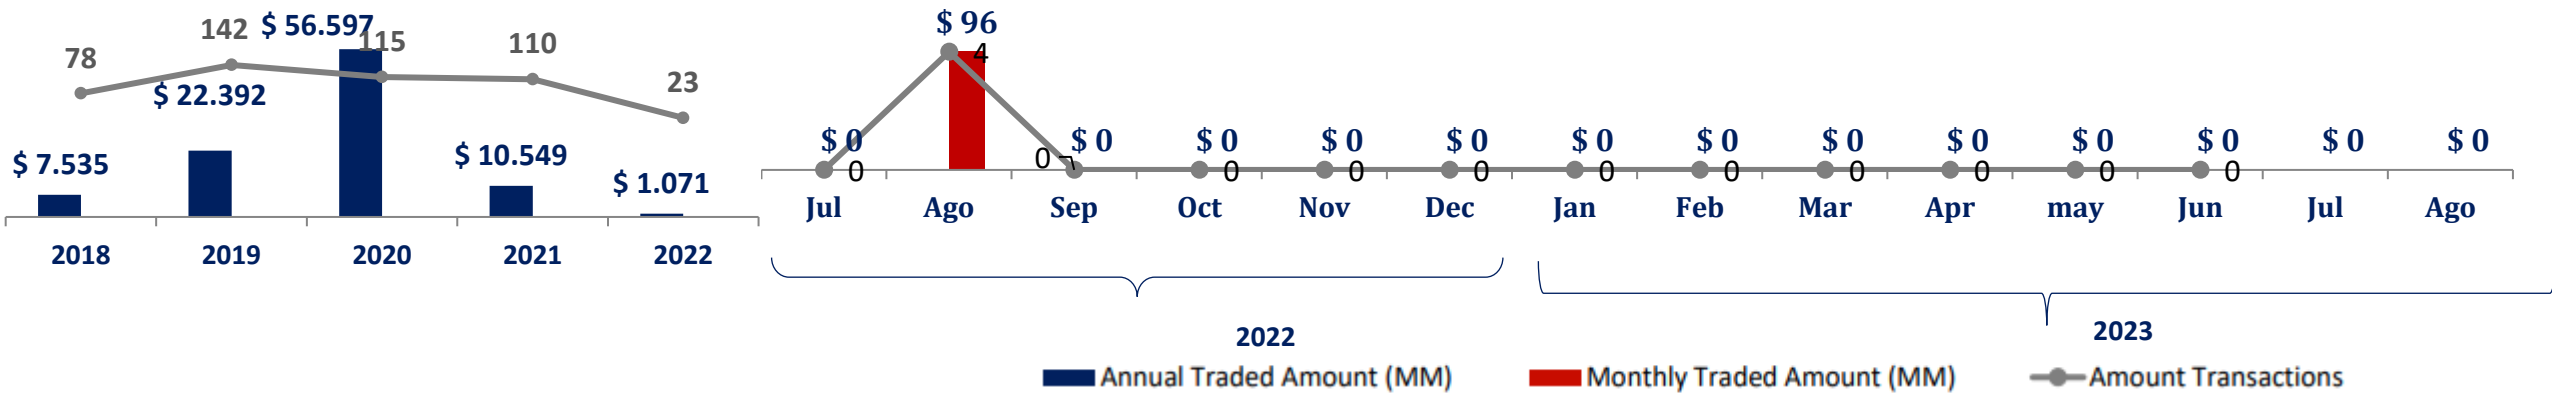 78 142 $ 56.597 115 110 23
$ 7.535 $ 22.392 $ 10.549 $ 1.071
2018 2019 2020 2021 2022
$ 96
4
$ 0 $ 0 $ 0 $ 0 $ 0 $ 0 $ 0 $ 0 $ 0 $ 0 $ 0 $ 0 $ 0
0 0 0 0 0 0 0 0 0 0 0
Jul Ago Sep Oct Nov Dec Jan Feb Mar Apr may Jun Jul Ago
2022 2023
Annual Traded Amount (MM) Monthly Traded Amount (MM) Amount Transactions